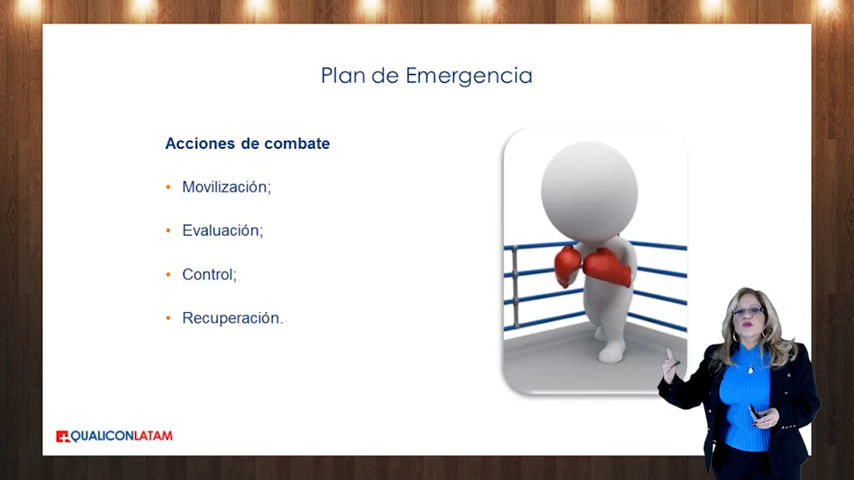 Plan de Emergencia
Acciones de combate
• Movilización;
• Evaluación;
• Control;
• Recuperación.
QUALICONLATAM